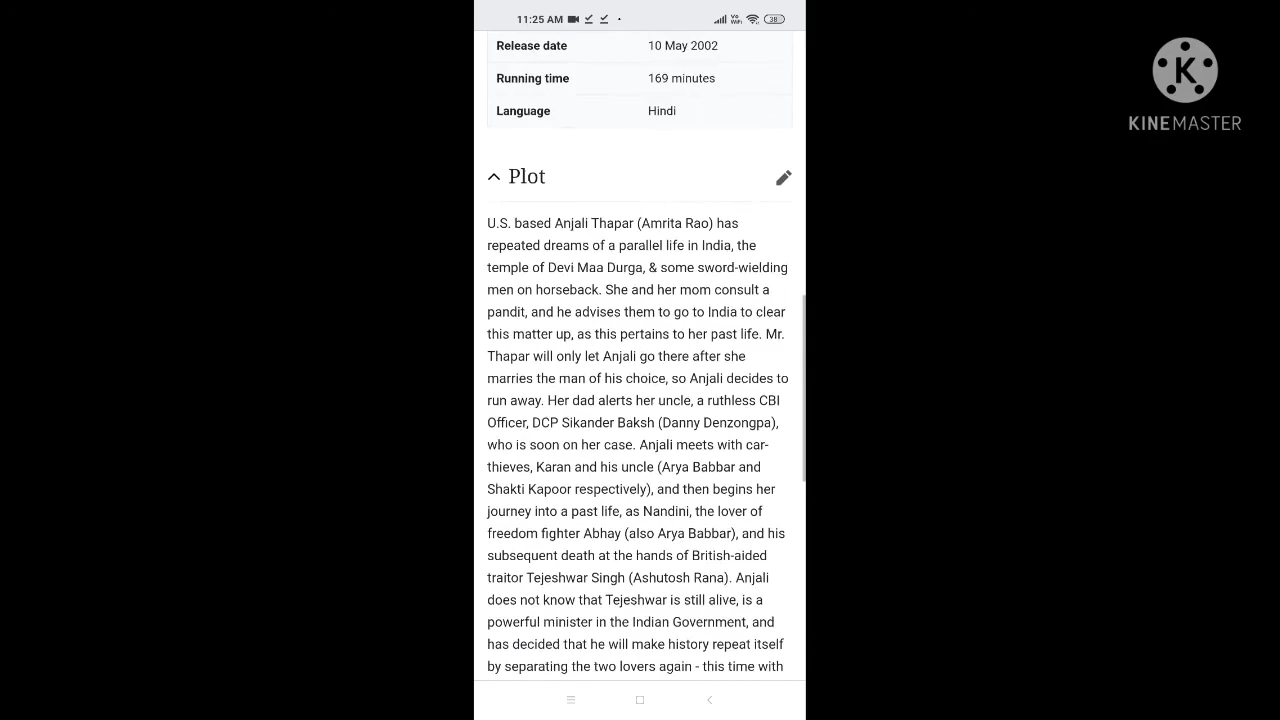 11:25 AM
Vo
WiFi
38
Release date 10 May 2002
Running time 169 minutes
Language Hindi
K
KINEMASTER
Plot
U.S. based Anjali Thapar (Amrita Rao) has
repeated dreams of a parallel life in India, the
temple of Devi Maa Durga, & some sword-wielding
men on horseback. She and her mom consult a
pandit, and he advises them to go to India to clear
this matter up, as this pertains to her past life. Mr.
Thapar will only let Anjali go there after she
marries the man of his choice, so Anjali decides to
run away. Her dad alerts her uncle, a ruthless CBI
Officer, DCP Sikander Baksh (Danny Denzongpa),
who is soon on her case. Anjali meets with car-
thieves, Karan and his uncle (Arya Babbar and
Shakti Kapoor respectively), and then begins her
journey into a past life, as Nandini, the lover of
freedom fighter Abhay (also Arya Babbar), and his
subsequent death at the hands of British-aided
traitor Tejeshwar Singh (Ashutosh Rana). Anjali
does not know that Tejeshwar is still alive, is a
powerful minister in the Indian Government, and
has decided that he will make history repeat itself
by separating the two lovers again - this time with